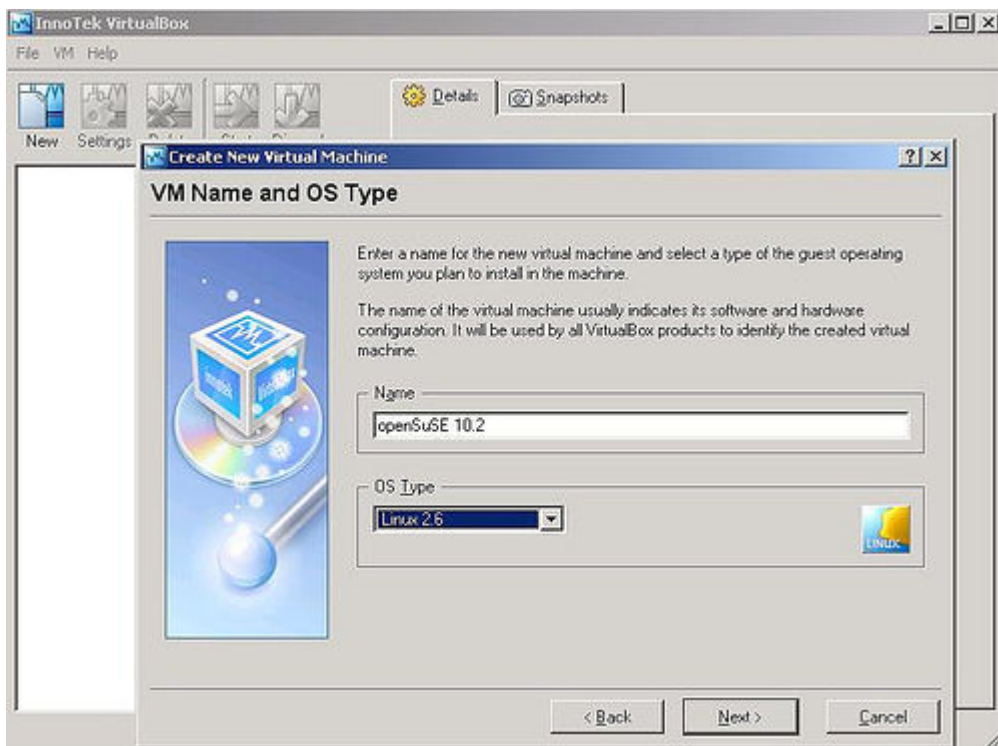 InnoTek VirtualBox
File VM Help
Details
Snapshots
New Settings
Create New Virtual Machine
VM Name and OS Type
Enter a name for the new virtual machine and select a type of the guest operating
system you plan to install in the machine.
The name of the virtual machine usually indicates its software and hardware
configuration. It will be used by all VirtualBox products to identify the created virtual
machine.
Name
openSuSE 10.2
OS Type
Linux 2.6
LINUX
innotek
< Back
Next >
Cancel